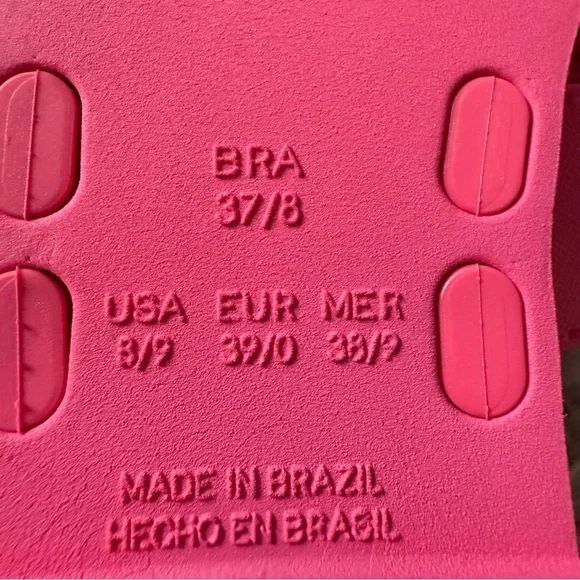 BRA
37/8
USA EUR MER
8/9 39/0 38/9
MADE IN BRAZIL
HECHO EN BRASIL